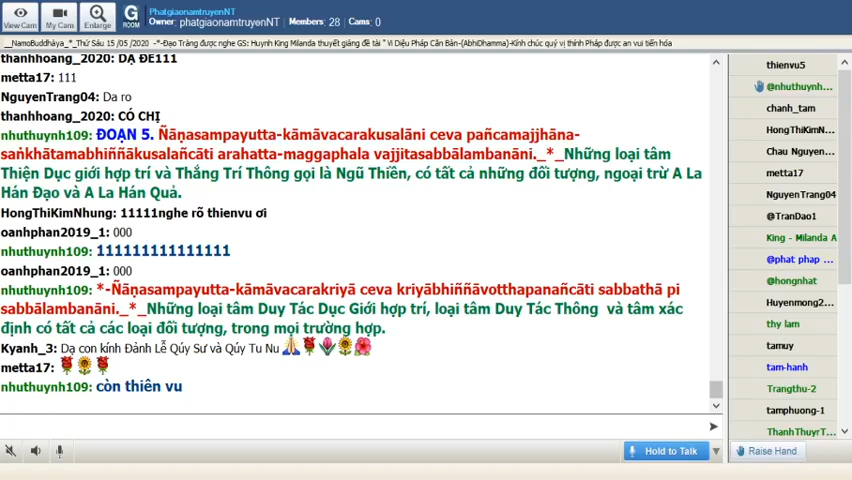 PhatgiaonamtruyenNT
Owner: phatgiaonamtruyenNT Members: 28 Cams: 0
View Cam
My Cam
Enlarge
G
ROOM
__NamoBuddhàya_*_Thứ Sáu 15 /05 /2020 -*-Đạo Tràng được nghe GS: Huynh King Milanda thuyết giảng đề tài " Vi Diệu Pháp Căn Bản-(AbhiDhamma)-Kính chúc quý vị thính Pháp được an vui tiến hóa
thanhhoang_2020: DẠ ĐỀ111
metta17: 111
NguyenTrang04: Da ro
thanhhoang_2020: CÓ CHỊ
nhuthuynh109: ĐOẠN 5. Ñāṇasampayutta-kāmāvacarakusalāni ceva pañcamajjhāna-
saṅkhātamabhiññākusalañcāti arahatta-maggaphala vajjitasabbālambanāni._*_Những loại tâm
Thiện Dục giới hợp trí và Thắng Trí Thông gọi là Ngũ Thiền, có tất cả những đối tượng, ngoại trừ A La
Hán Đạo và A La Hán Quả.
HongThiKimNhung: 11111nghe rõ thienvu ơi
oanhphan2019_1: 000
nhuthuynh109: 111111111111111
oanhphan2019_1: 000
nhuthuynh109: *-Ñāṇasampayutta-kāmāvacarakriyā ceva kriyābhiññāvotthapanañcāti sabbathā pi
sabbālambanāni._*_Những loại tâm Duy Tác Dục Giới hợp trí, loại tâm Duy Tác Thông và tâm xác
định có tất cả các loại đối tượng, trong mọi trường hợp.
Kyanh_3: Dạ con kính Đảnh Lễ Qúy Sư và Qúy Tu Nu
metta17:
nhuthuynh109: còn thiên vu
Hold to Talk
thienvu5
@nhuthuynh...
chanh_tam
HongThiKimN...
Chau Nguyen...
metta17
NguyenTrang04
@TranDao1
King - Milanda A
@phat phap ...
@hongnhat
Huyenmong2...
thy lam
tamuy
tam-hanh
Trangthu-2
tamphuong-1
ThanhThuyrT...
Raise Hand